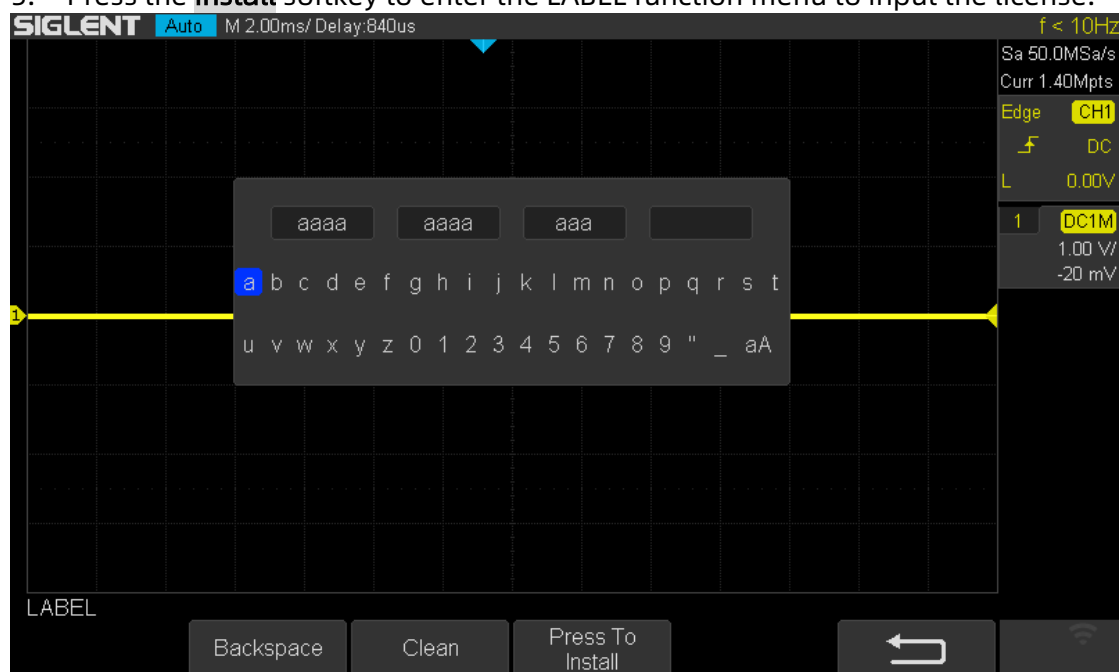 Press the Install softkey to enter the LABEL function menu to input the license.
SIGLENT Auto M 2.00ms/ Delay:840us f < 10Hz
Sa 50.0MSa/s
Curr 1.40Mpts
Edge CH1
DC
L 0.00V
1 DC1M
1.00 V/
-20 mV
aaaa aaaa aaa
a b c d e f g h i j k l m n o p q r s t
1
u v w x y z 0 1 2 3 4 5 6 7 8 9 " _ aA
LABEL
Backspace Clean Press To Install